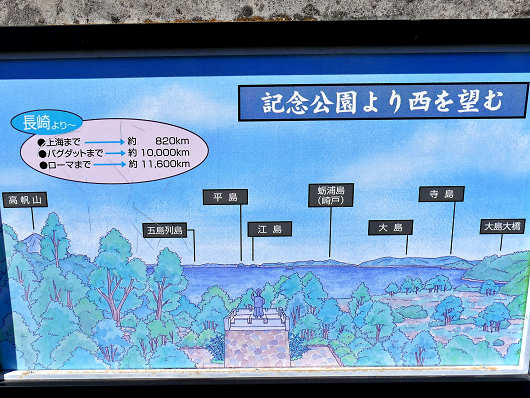 記念公園より西を望む
長崎より〜
●上海まで → 約 820km
●バグダットまで → 約 10,000km
●ローマまで → 約 11,600km
高帆山
五島列島
平島
江島
蛎浦島
(崎戸)
大島
寺島
大島大橋